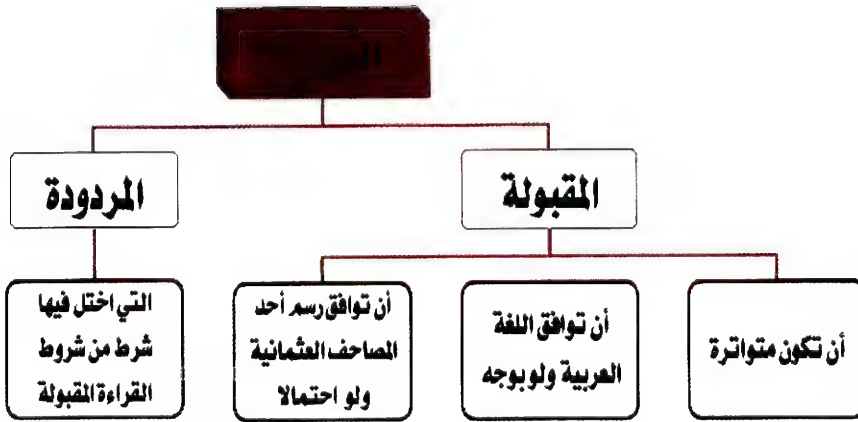 المقبولة
المردودة
أن تكون متواترة
أن توافق اللغة
العربية ولو بوجه
أن توافق رسم أحد
المصاحف العثمانية
ولو احتمالا
التي اختل فيها
شرط من شروط
القراءة المقبولة